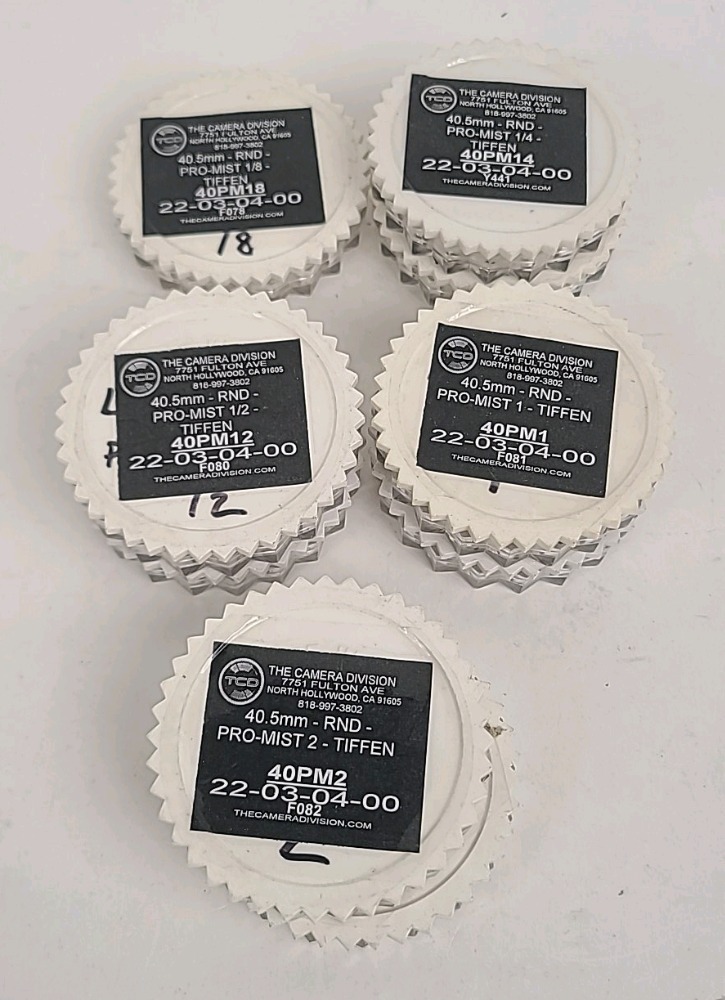 TCD
THE CAMERA DIVISION
7751 FULTON AVE
NORTH HOLLYWOOD, CA 91605
818-997-3802
40.5mm - RND -
PRO-MIST 1/8 -
TIFFEN
40PM18
22-03-04-00
F078
THECAMERADIVISION.COM
18
TCD
THE CAMERA DIVISION
7751 FULTON AVE
NORTH HOLLYWOOD, CA 91605
818-997-3802
40.5mm - RND -
PRO-MIST 1/4 -
TIFFEN
40PM14
22-03-04-00
Y441
THECAMERADIVISION.COM
TCD
THE CAMERA DIVISION
7751 FULTON AVE
NORTH HOLLYWOOD, CA 91605
818-997-3802
40.5mm - RND -
PRO-MIST 1/2 -
TIFFEN
40PM12
22-03-04-00
F080
THECAMERADIVISION.COM
12
TCD
THE CAMERA DIVISION
7751 FULTON AVE
NORTH HOLLYWOOD, CA 91605
818-997-3802
40.5mm - RND -
PRO-MIST 1 - TIFFEN
40PM1
22-03-04-00
F081
THECAMERADIVISION.COM
TCD
THE CAMERA DIVISION
7751 FULTON AVE
NORTH HOLLYWOOD, CA 91605
818-997-3802
40.5mm - RND -
PRO-MIST 2 - TIFFEN
40PM2
22-03-04-00
F082
THECAMERADIVISION.COM
2